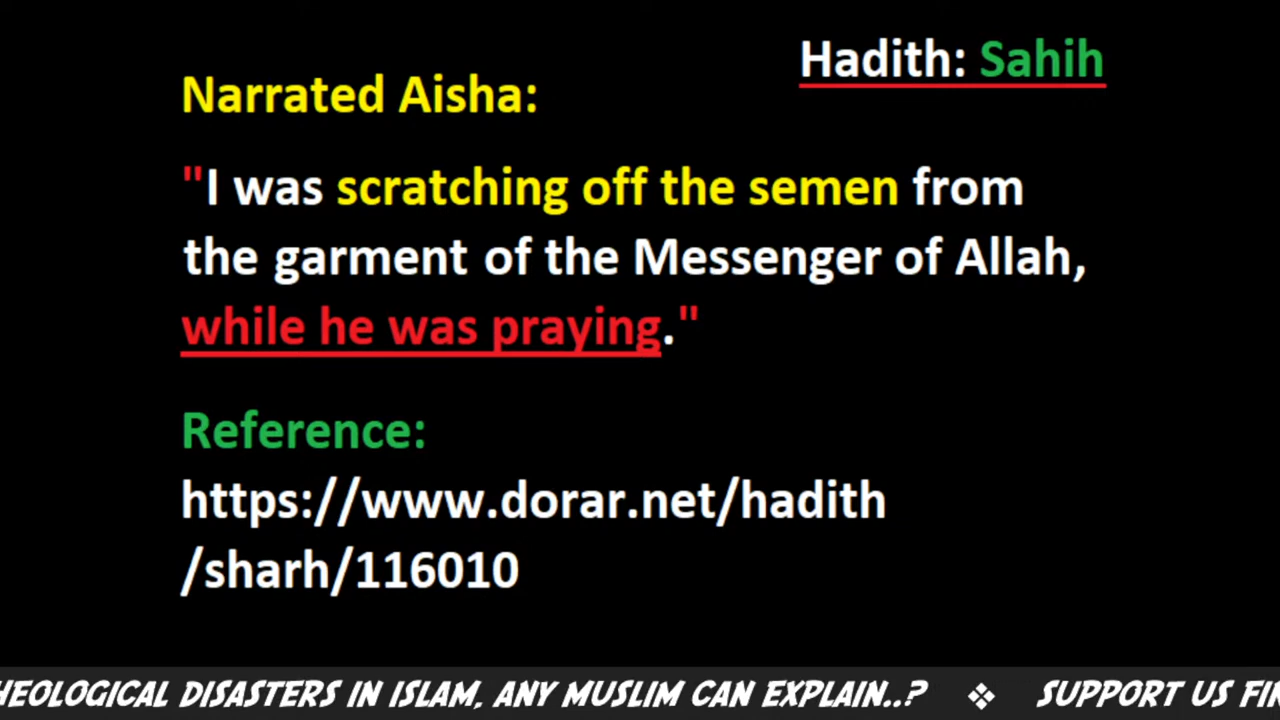 Hadith: Sahih
Narrated Aisha:
"I was scratching off the semen from
the garment of the Messenger of Allah,
while he was praying."
Reference:
https://www.dorar.net/hadith
/sharh/116010
HEOLOGICAL DISASTERS IN ISLAM, ANY MUSLIM CAN EXPLAIN..? ❖ SUPPORT US FIN